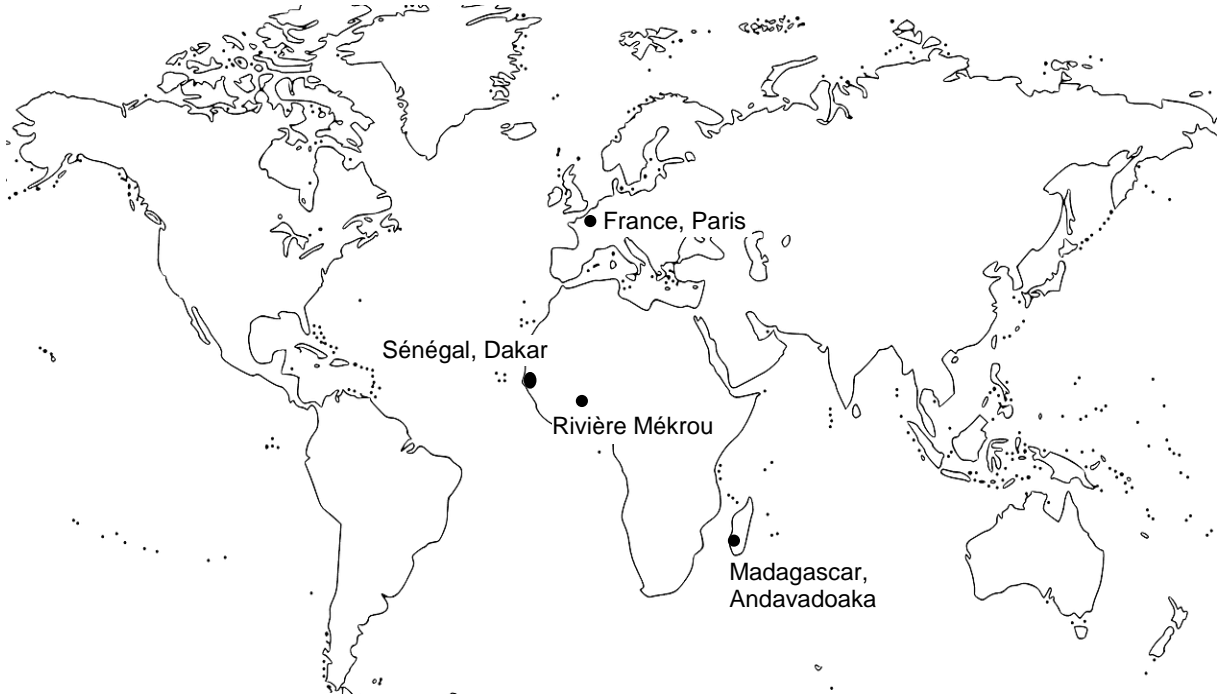 France, Paris
Sénégal, Dakar
Rivière Mékrou
Madagascar,
Andavadoaka